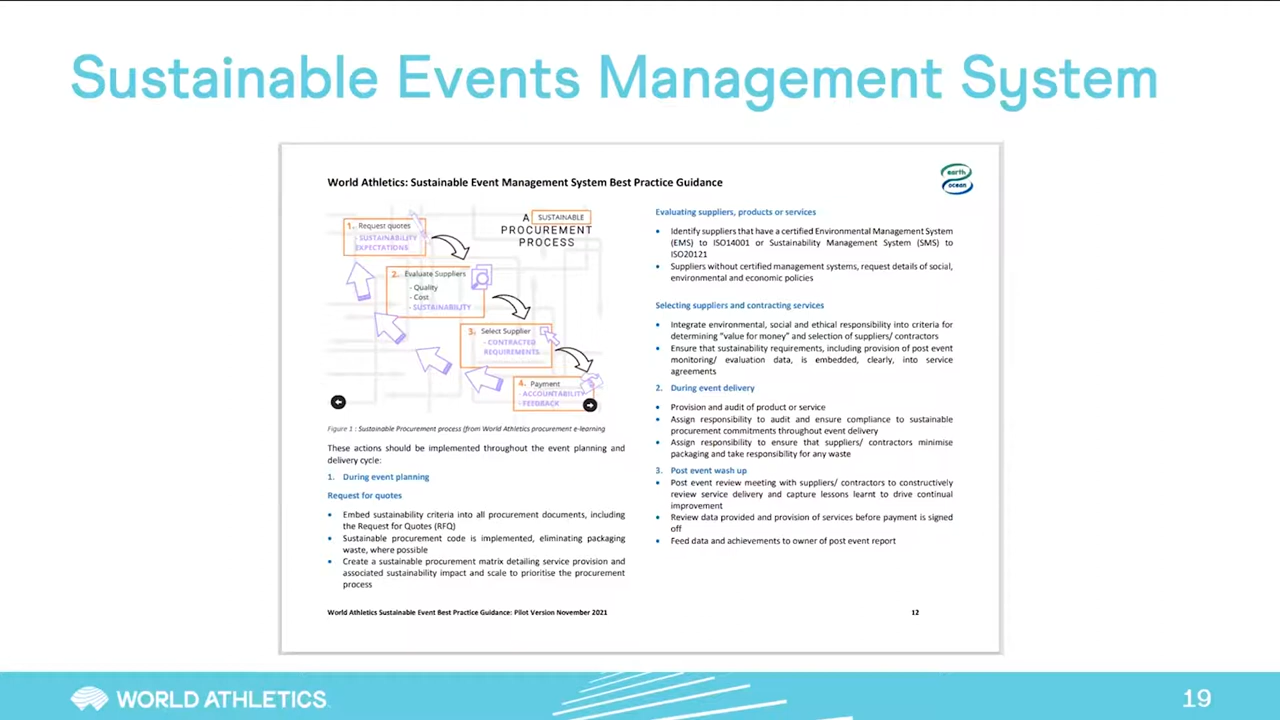 Sustainable Events Management System
World Athletics: Sustainable Event Management System Best Practice Guidance
earth
ocean
A SUSTAINABLE
PROCUREMENT
PROCESS
1. Request quotes
- SUSTAINABILITY
EXPECTATIONS
2. Evaluate Suppliers
- Quality
- Cost
- SUSTAINABILITY
3. Select Supplier
- CONTRACTED
REQUIREMENTS
4. Payment
- ACCOUNTABILITY
- FEEDBACK
Figure 1 : Sustainable Procurement process (from World Athletics procurement e-learning
These actions should be implemented throughout the event planning and
delivery cycle:
1. During event planning
Request for quotes
• Embed sustainability criteria into all procurement documents, including
the Request for Quotes (RFQ)
• Sustainable procurement code is implemented, eliminating packaging
waste, where possible
• Create a sustainable procurement matrix detailing service provision and
associated sustainability impact and scale to prioritise the procurement
process
Evaluating suppliers, products or services
• Identify suppliers that have a certified Environmental Management System
(EMS) to ISO14001 or Sustainability Management System (SMS) to
ISO20121
• Suppliers without certified management systems, request details of social,
environmental and economic policies
Selecting suppliers and contracting services
• Integrate environmental, social and ethical responsibility into criteria for
determining "value for money" and selection of suppliers/ contractors
• Ensure that sustainability requirements, including provision of post event
monitoring/ evaluation data, is embedded, clearly, into service
agreements
2. During event delivery
• Provision and audit of product or service
• Assign responsibility to audit and ensure compliance to sustainable
procurement commitments throughout event delivery
• Assign responsibility to ensure that suppliers/ contractors minimise
packaging and take responsibility for any waste
3. Post event wash up
• Post event review meeting with suppliers/ contractors to constructively
review service delivery and capture lessons learnt to drive continual
improvement
• Review data provided and provision of services before payment is signed
off
• Feed data and achievements to owner of post event report
World Athletics Sustainable Event Best Practice Guidance: Pilot Version November 2021
12
WORLD ATHLETICS
19